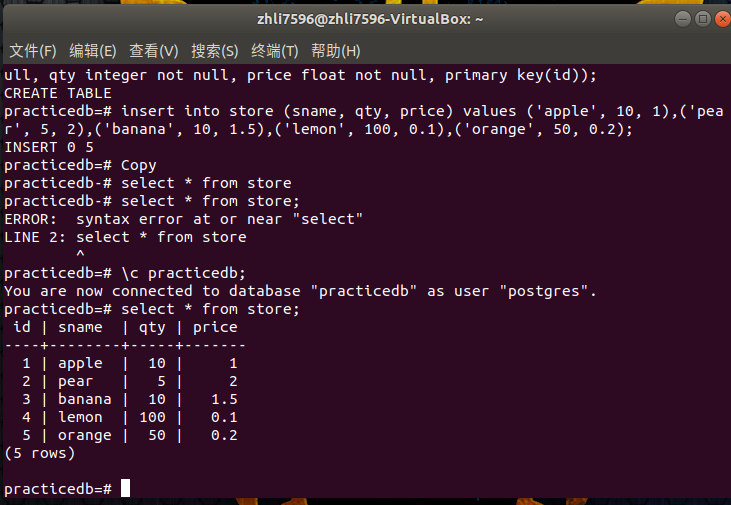 zhli7596@zhli7596-VirtualBox: ~
文件(F) 编辑(E) 查看(V) 搜索(S) 终端(T) 帮助(H)
ull, qty integer not null, price float not null, primary key(id));
CREATE TABLE
practicedb=# insert into store (sname, qty, price) values ('apple', 10, 1),('pea
r', 5, 2),('banana', 10, 1.5),('lemon', 100, 0.1),('orange', 50, 0.2);
INSERT 0 5
practicedb=# Copy
practicedb-# select * from store
practicedb-# select * from store;
ERROR:  syntax error at or near "select"
LINE 2: select * from store
        ^
practicedb=# \c practicedb;
You are now connected to database "practicedb" as user "postgres".
practicedb=# select * from store;
 id | sname  | qty | price
----+--------+-----+-------
  1 | apple  |  10 |     1
  2 | pear   |   5 |     2
  3 | banana |  10 |   1.5
  4 | lemon  | 100 |   0.1
  5 | orange |  50 |   0.2
(5 rows)
practicedb=#